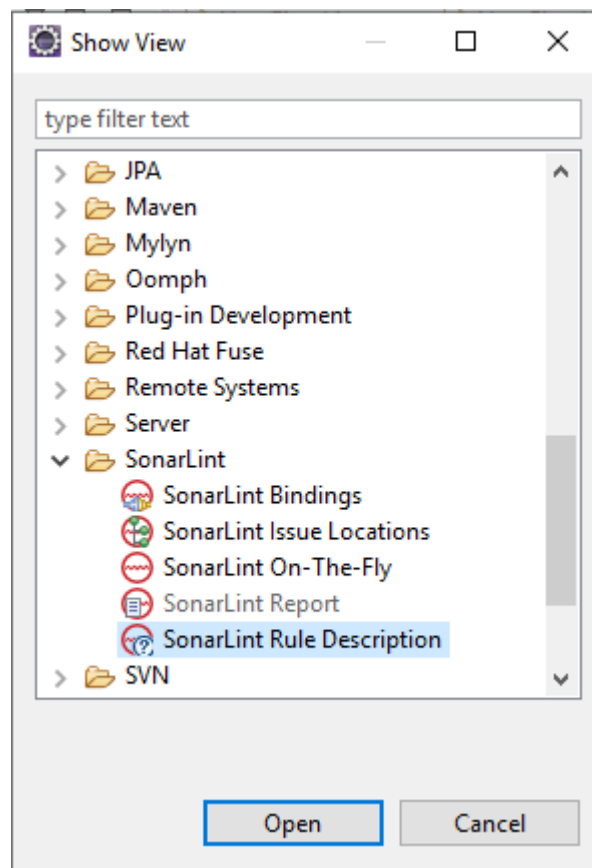 Show View
type filter text
JPA
Maven
Mylyn
Oomph
Plug-in Development
Red Hat Fuse
Remote Systems
Server
SonarLint
SonarLint Bindings
SonarLint Issue Locations
SonarLint On-The-Fly
SonarLint Report
SonarLint Rule Description
SVN
Open Cancel